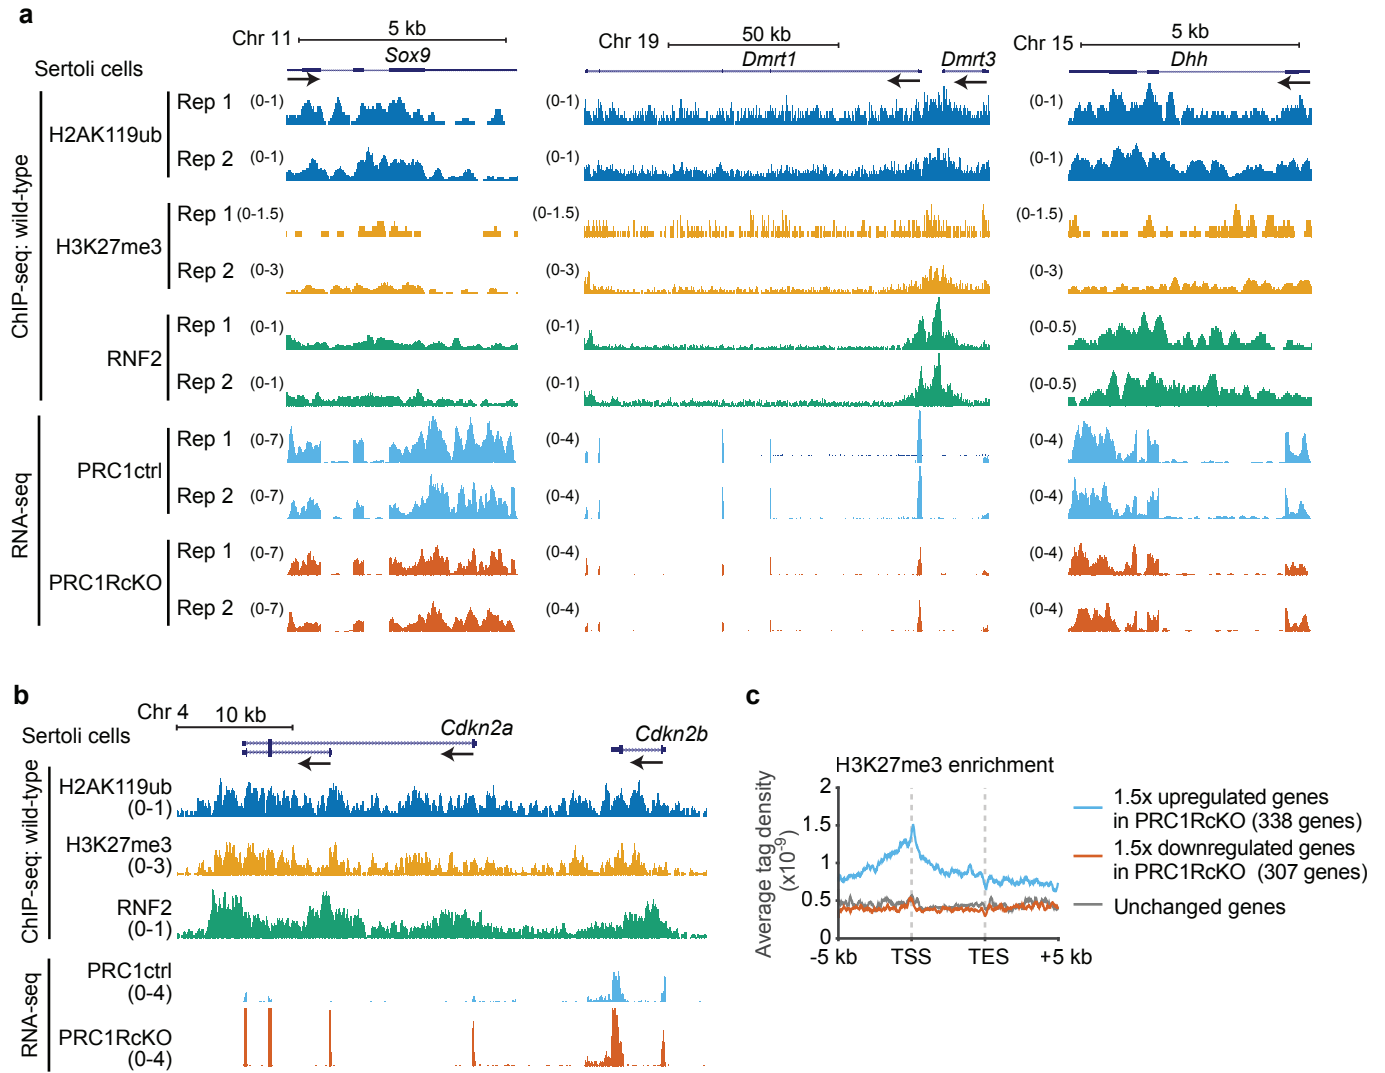 a
Chr 11
5 kb
Sox9
Chr 19
50 kb
Dmrt1
Dmrt3
Chr 15
5 kb
Dhh
Sertoli cells
ChIP-seq: wild-type
H2AK119ub
Rep 1
(0-1)
(0-1)
(0-1)
Rep 2
(0-1)
(0-1)
(0-1)
H3K27me3
Rep 1
(0-1.5)
(0-1.5)
(0-1.5)
Rep 2
(0-3)
(0-3)
(0-3)
RNF2
Rep 1
(0-1)
(0-1)
(0-0.5)
Rep 2
(0-1)
(0-1)
(0-0.5)
RNA-seq
PRC1ctrl
Rep 1
(0-7)
(0-4)
(0-4)
Rep 2
(0-7)
(0-4)
(0-4)
PRC1RcKO
Rep 1
(0-7)
(0-4)
(0-4)
Rep 2
(0-7)
(0-4)
(0-4)
b
Chr 4
10 kb
Sertoli cells
Cdkn2a
Cdkn2b
ChIP-seq: wild-type
H2AK119ub
(0-1)
H3K27me3
(0-3)
RNF2
(0-1)
RNA-seq
PRC1ctrl
(0-4)
PRC1RcKO
(0-4)
c
H3K27me3 enrichment
Average tag density
(x10-9)
2
1.5
1
0.5
0
-5 kb
TSS
TES
+5 kb
1.5x upregulated genes
in PRC1RcKO (338 genes)
1.5x downregulated genes
in PRC1RcKO (307 genes)
Unchanged genes